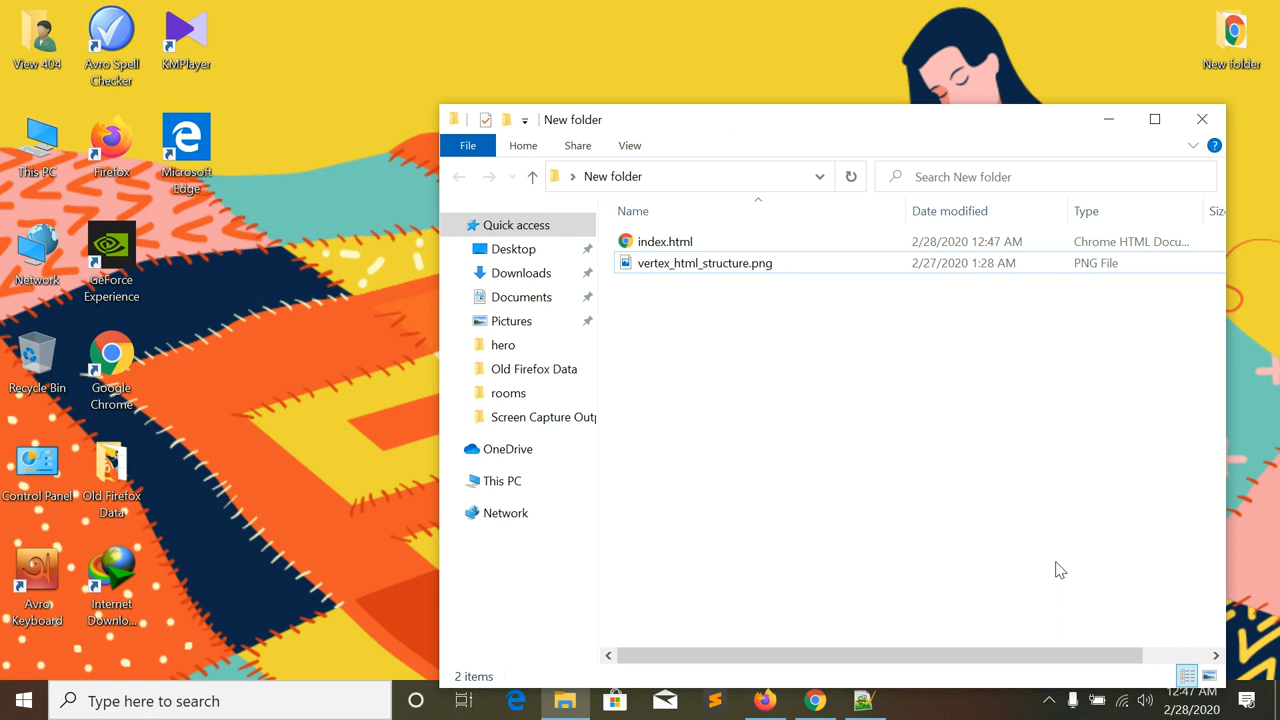 View 404
Avro Spell
Checker
KMPlayer
New folder
This PC
Firefox
Microsoft
Edge
Network
GeForce
Experience
Recycle Bin
Google
Chrome
Control Panel
Old Firefox
Data
Avro
Keyboard
Internet
Downlo...
New folder
File
Home
Share
View
New folder
Search New folder
Name
Date modified
Type
Siz
Quick access
Desktop
Downloads
Documents
Pictures
hero
Old Firefox Data
rooms
Screen Capture Outp
OneDrive
This PC
Network
index.html
2/28/2020 12:47 AM
Chrome HTML Docu...
vertex_html_structure.png
2/27/2020 1:28 AM
PNG File
2 items
Type here to search
12:47 AM
2/28/2020